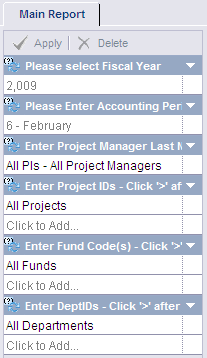 Main Report
Apply Delete
Please select Fiscal Year
2,009
Please Enter Accounting Per
6 - February
Enter Project Manager Last N
All PIs - All Project Managers
Enter Project IDs - Click '>' afte
All Projects
Click to Add...
Enter Fund Code(s) - Click '>'
All Funds
Click to Add...
Enter DeptIDs - Click '>' after
All Departments
Click to Add...